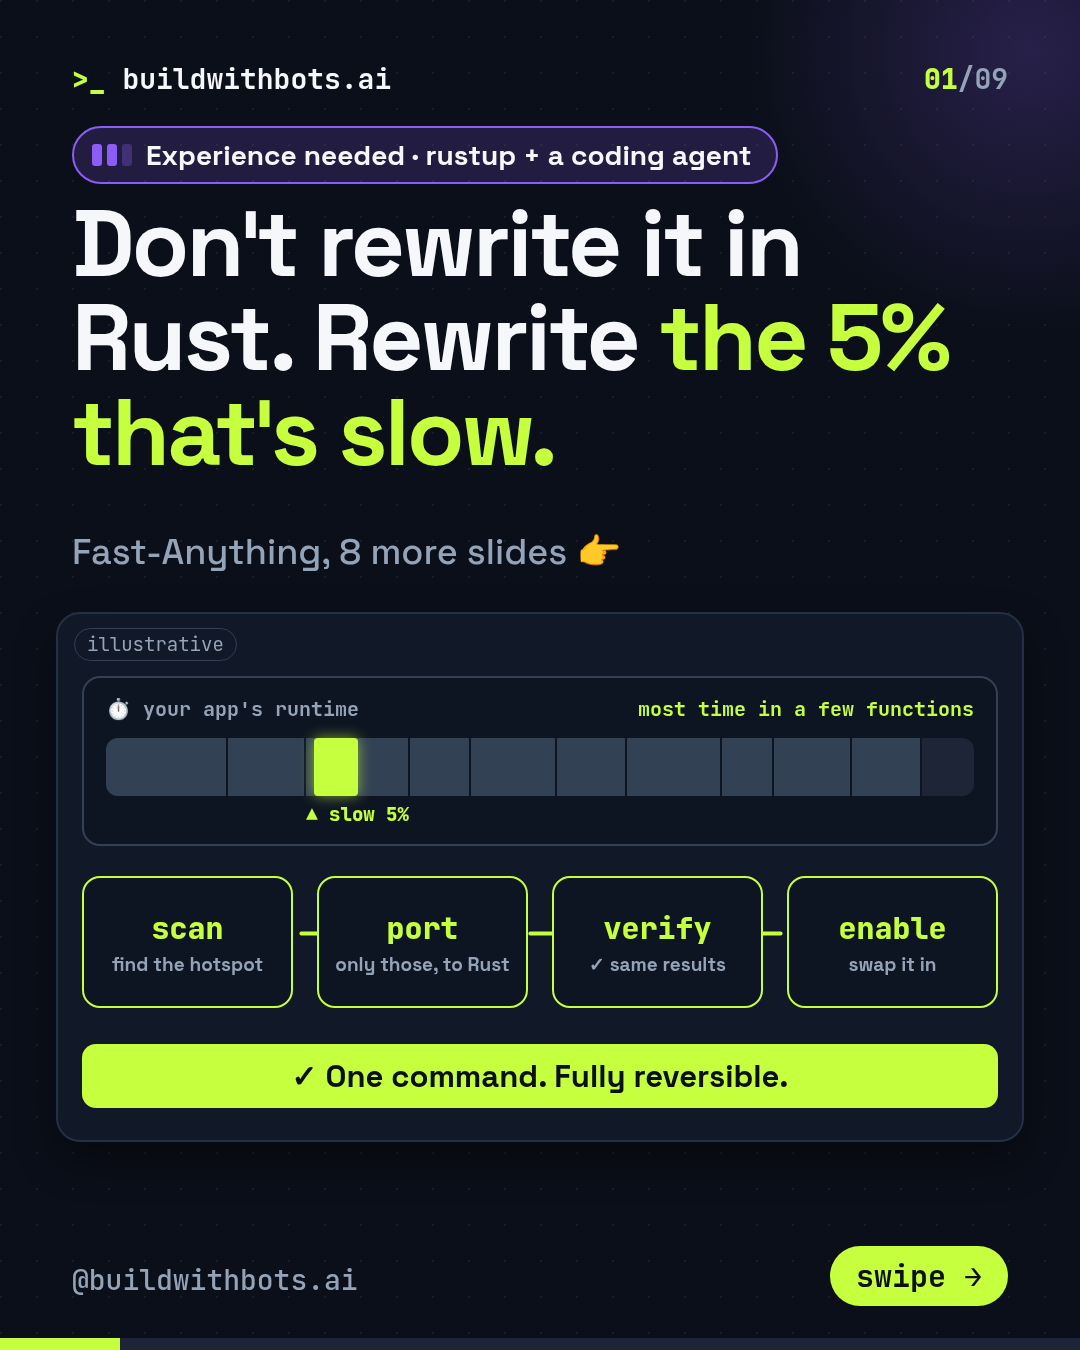 >_ buildwithbots.ai
01/09
Experience needed · rustup + a coding agent
Don't rewrite it in
Rust. Rewrite the 5%
that's slow.
Fast-Anything, 8 more slides 👉
illustrative
⏱️ your app's runtime
most time in a few functions
▲ slow 5%
scan
find the hotspot
port
only those, to Rust
verify
✓ same results
enable
swap it in
✓ One command. Fully reversible.
@buildwithbots.ai
swipe →